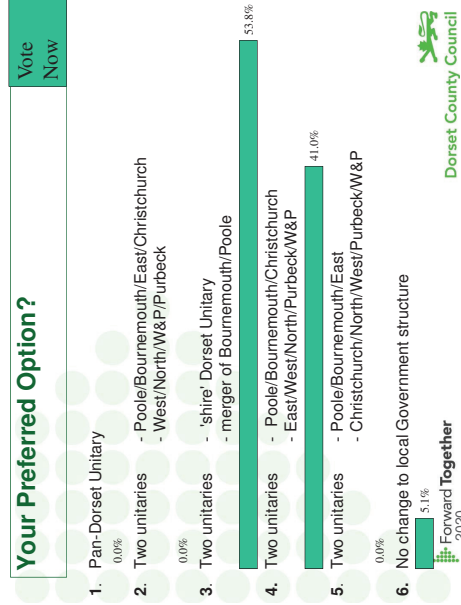 Your Preferred Option?
Vote
Now
1. Pan-Dorset Unitary
0.0%
2. Two unitaries - Poole/Bournemouth/East/Christchurch
- West/North/W&P/Purbeck
0.0%
3. Two unitaries - 'shire' Dorset Unitary
- merger of Bournemouth/Poole
53.8%
4. Two unitaries - Poole/Bournemouth/Christchurch
- East/West/North/Purbeck/W&P
41.0%
5. Two unitaries - Poole/Bournemouth/East
- Christchurch/North/West/Purbeck/W&P
0.0%
6. No change to local Government structure
5.1%
Forward Together
2020
Dorset County Council